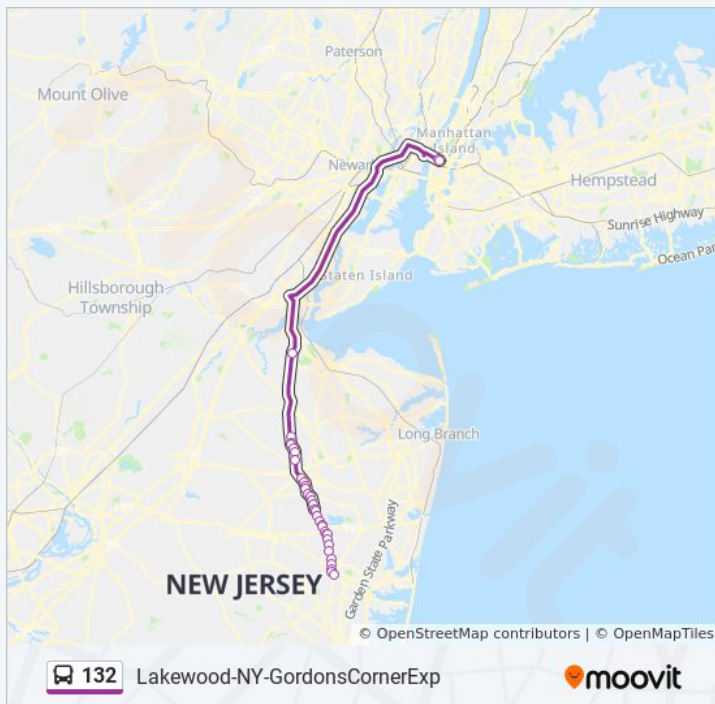 Paterson
Mount Olive
Manhattan
Island
Newark
Hempstead
Sunrise Highway
Ocean Par
Staten Island
Hillsborough
Township
Long Branch
Garden State Parkway
NEW JERSEY
© OpenStreetMap contributors | © OpenMapTiles
132 Lakewood-NY-GordonsCornerExp
moovit